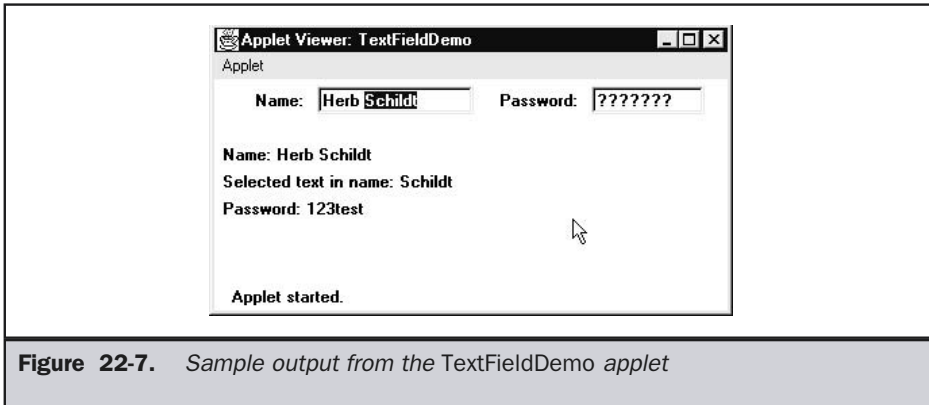 Applet Viewer: TextFieldDemo
Applet
Name: Herb Schildt Password: ???????
Name: Herb Schildt
Selected text in name: Schildt
Password: 123test
Applet started.
Figure 22-7. Sample output from the TextFieldDemo applet